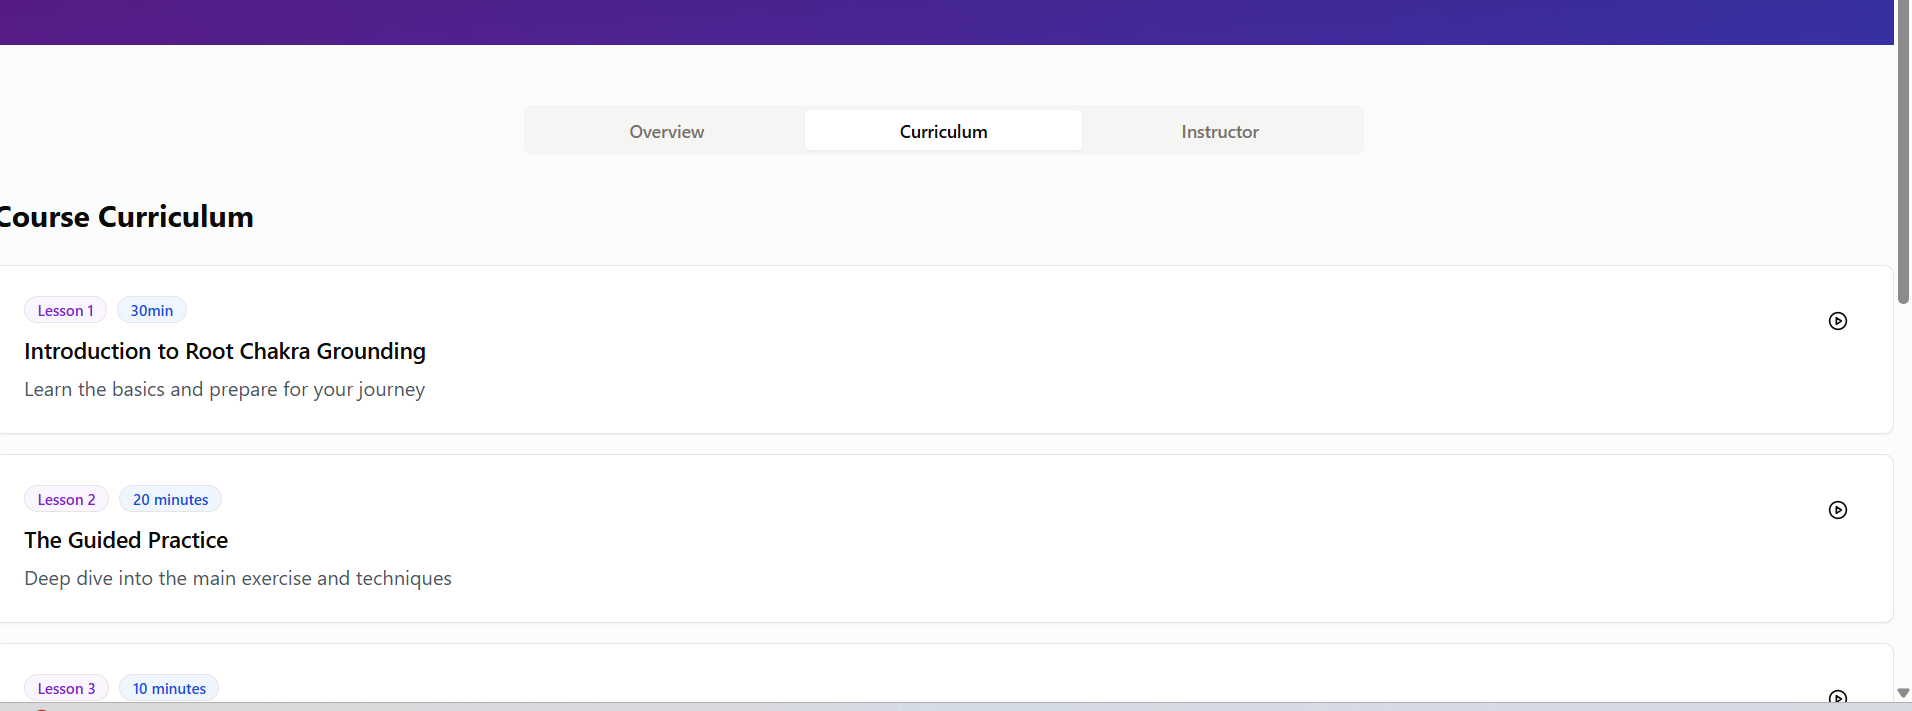 Overview Curriculum Instructor
Course Curriculum
Lesson 1 30min
Introduction to Root Chakra Grounding
Learn the basics and prepare for your journey
Lesson 2 20 minutes
The Guided Practice
Deep dive into the main exercise and techniques
Lesson 3 10 minutes